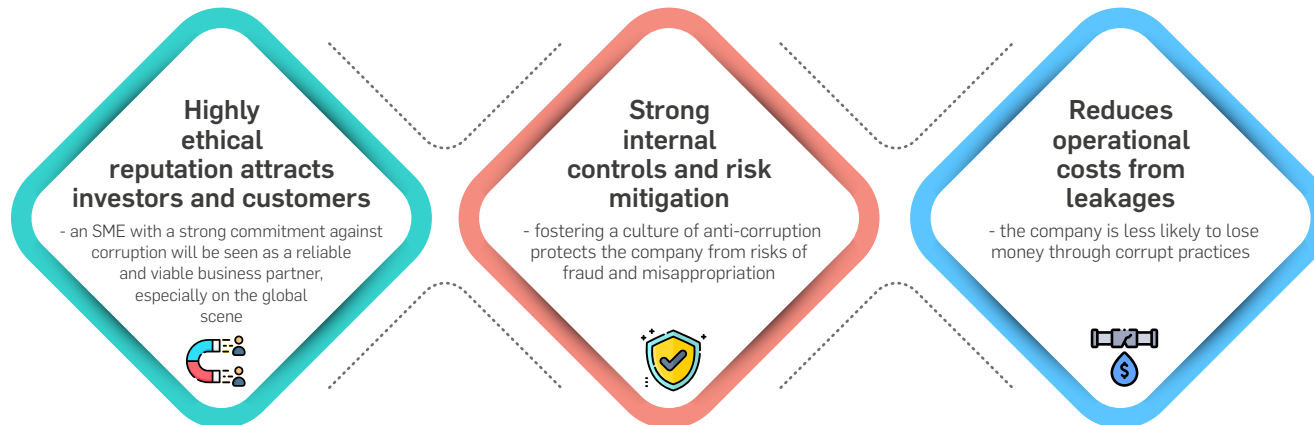 Highly
ethical
reputation attracts
investors and customers
- an SME with a strong commitment against
corruption will be seen as a reliable
and viable business partner,
especially on the global
scene
Strong
internal
controls and risk
mitigation
- fostering a culture of anti-corruption
protects the company from risks of
fraud and misappropriation
Reduces
operational
costs from
leakages
- the company is less likely to lose
money through corrupt practices
$